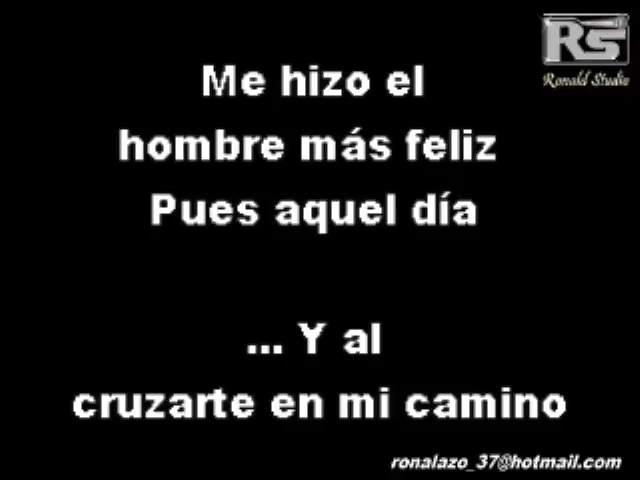 RS
Ronald Studio
Me hizo el
hombre más feliz
Pues aquel día
... Y al
cruzarte en mi camino
ronalazo_37@hotmail.com